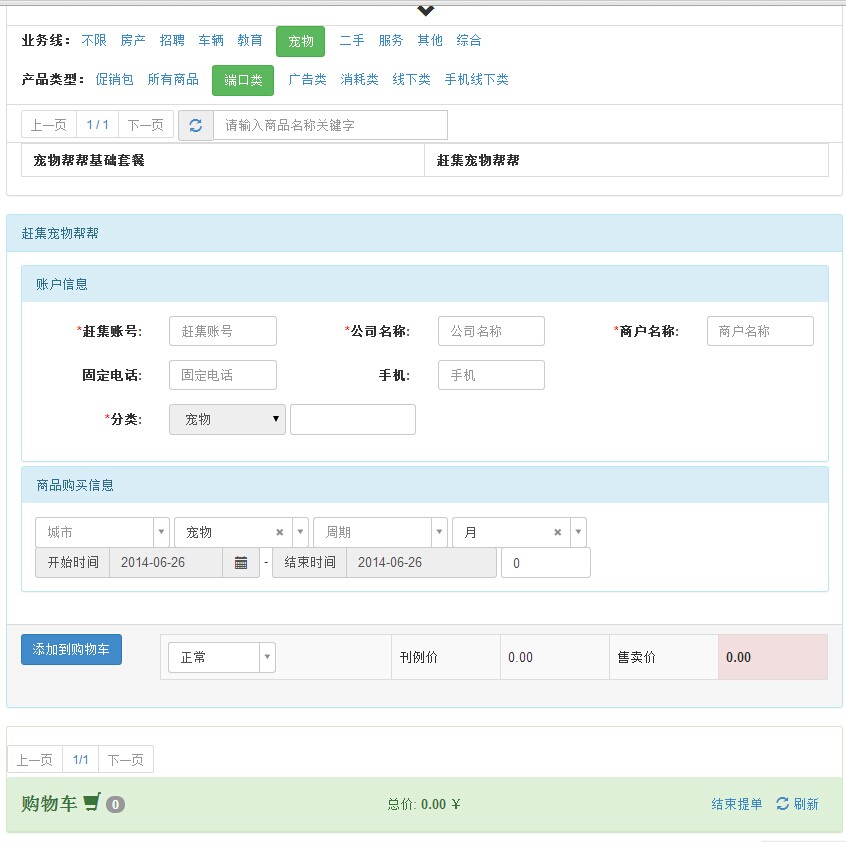 业务线： 不限 房产 招聘 车辆 教育 宠物 二手 服务 其他 综合
产品类型： 促销包 所有商品 端口类 广告类 消耗类 线下类 手机线下类
上一页 1 / 1 下一页 请输入商品名称关键字
宠物帮帮基础套餐 赶集宠物帮帮
赶集宠物帮帮
账户信息
*赶集账号: 赶集账号 *公司名称: 公司名称 *商户名称: 商户名称
固定电话: 固定电话 手机: 手机
*分类: 宠物
商品购买信息
城市 宠物 × 周期 月 ×
开始时间 2014-06-26 - 结束时间 2014-06-26 0
添加到购物车 正常 刊例价 0.00 售卖价 0.00
上一页 1/1 下一页
购物车 0 总价: 0.00 ¥ 结束提单 刷新